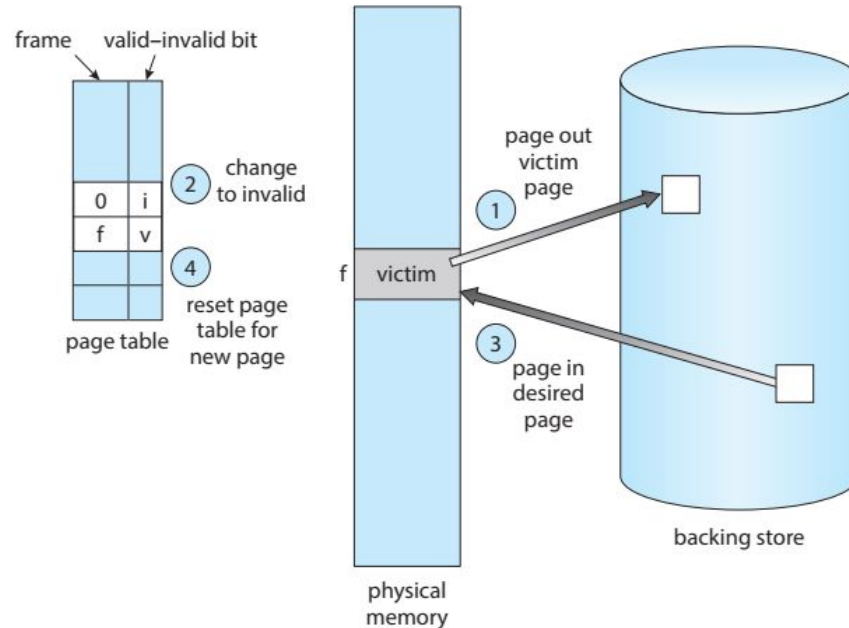 frame
valid–invalid bit
0 i
f v
2
change
to invalid
4
reset page
table for
new page
page table
f
victim
physical
memory
1
page out
victim
page
3
page in
desired
page
backing store